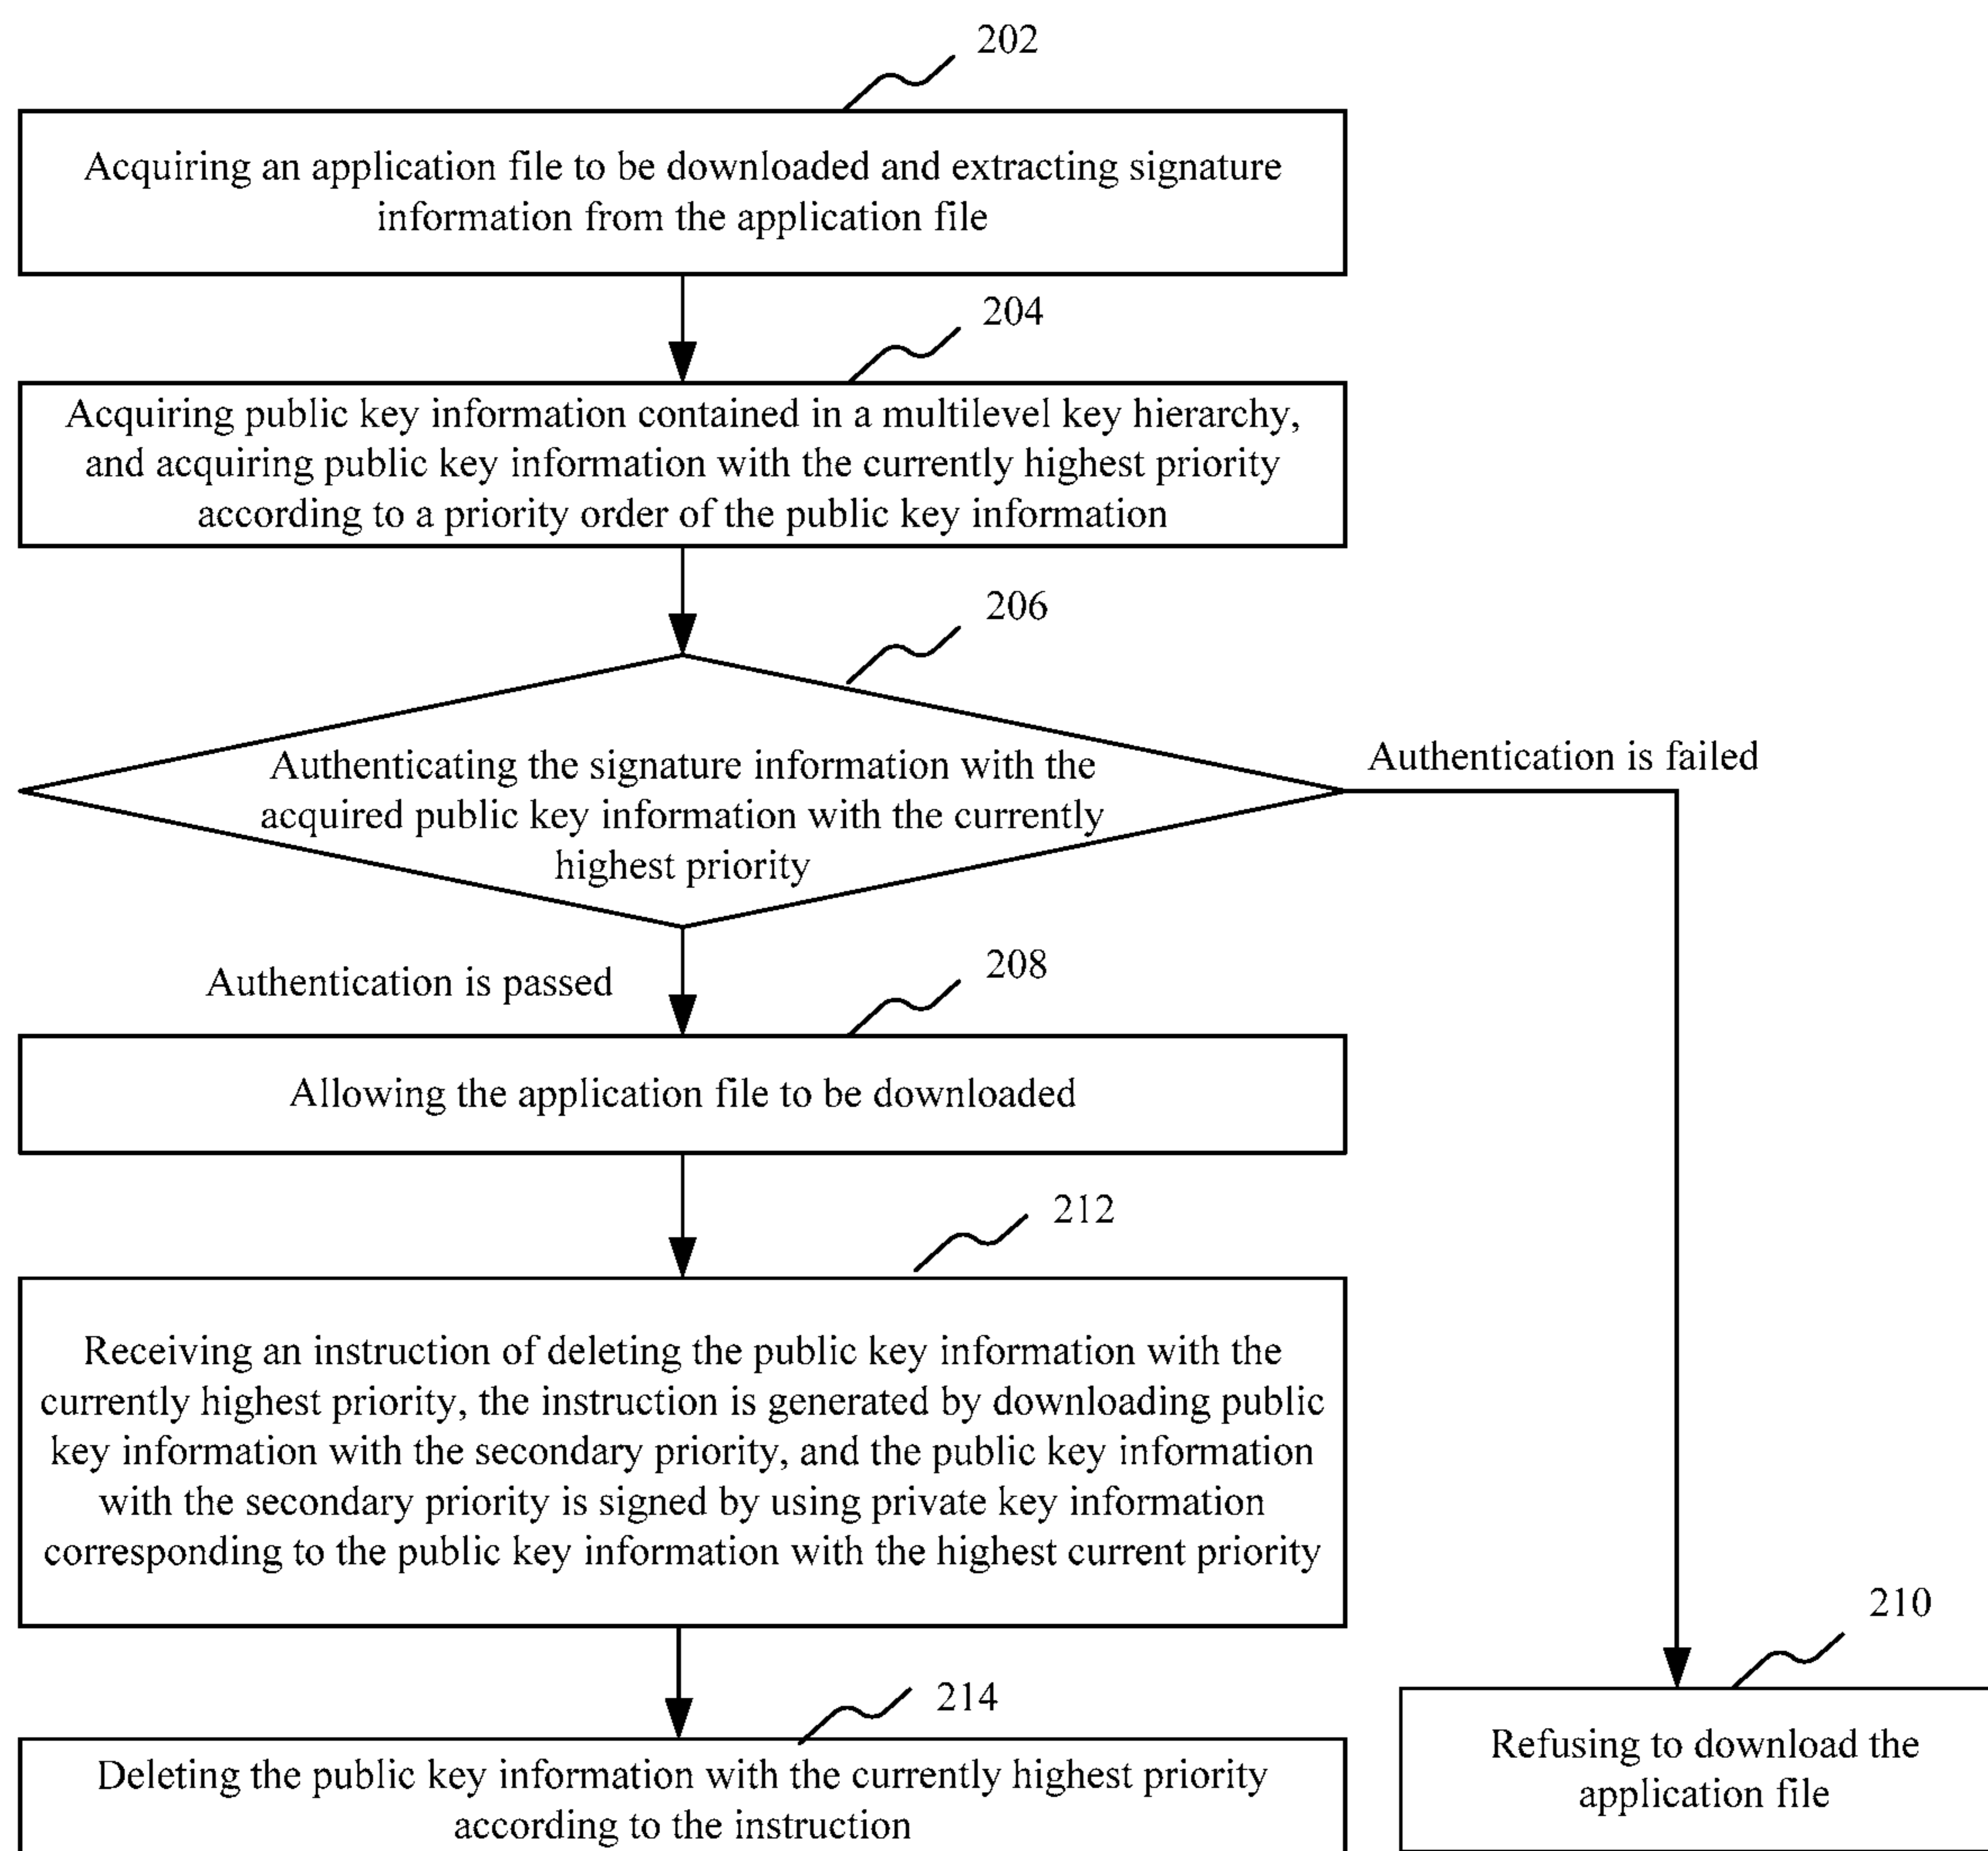 202
Acquiring an application file to be downloaded and extracting signature
information from the application file
204
Acquiring public key information contained in a multilevel key hierarchy,
and acquiring public key information with the currently highest priority
according to a priority order of the public key information
206
Authenticating the signature information with the
acquired public key information with the currently
highest priority
Authentication is failed
Authentication is passed
208
Allowing the application file to be downloaded
212
Receiving an instruction of deleting the public key information with the
currently highest priority, the instruction is generated by downloading public
key information with the secondary priority, and the public key information
with the secondary priority is signed by using private key information
corresponding to the public key information with the highest current priority
210
Refusing to download the
application file
214
Deleting the public key information with the currently highest priority
according to the instruction